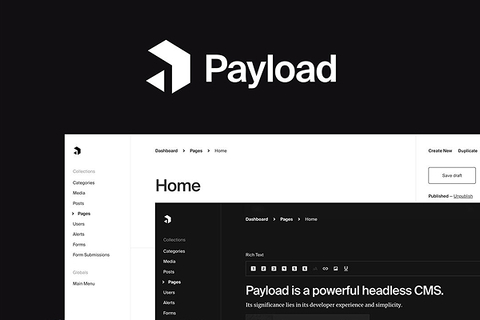 Payload
Dashboard Pages Home
Create New Duplicate
Collections
Categories
Media
Posts
Pages
Users
Alerts
Forms
Form Submissions
Globals
Main Menu
Home
Save draft
Published — Unpublish
Dashboard Pages Home
Collections
Categories
Media
Posts
Pages
Users
Alerts
Forms
Rich Text
Payload is a powerful headless CMS.
Its significance lies in its developer experience and simplicity.